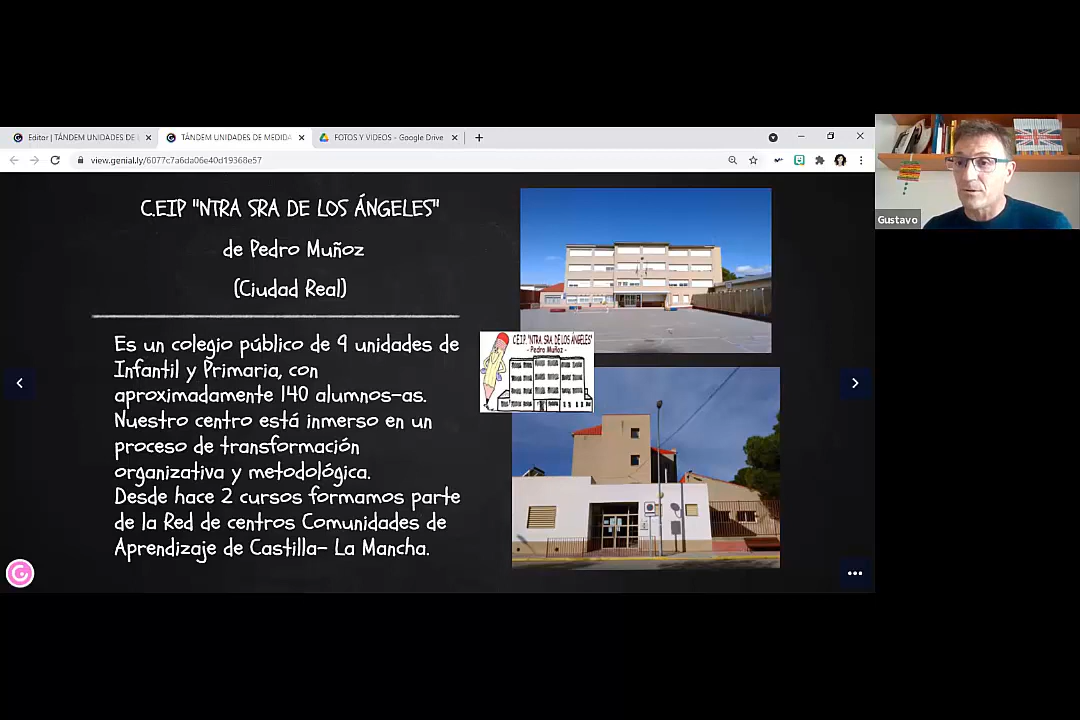 Editor | TÁNDEM UNIDADES DE
TÁNDEM UNIDADES DE MEDIDA
FOTOS Y VIDEOS - Google Drive
view.genial.ly/6077c7a6da06e40d19368e57
C.E.I.P "NTRA SRA DE LOS ÁNGELES"
de Pedro Muñoz
(Ciudad Real)
Es un colegio público de 9 unidades de
Infantil y Primaria, con
aproximadamente 140 alumnos-as.
Nuestro centro está inmerso en un
proceso de transformación
organizativa y metodológica.
Desde hace 2 cursos formamos parte
de la Red de centros Comunidades de
Aprendizaje de Castilla- La Mancha.
C.E.I.P. "NTRA. SRA. DE LOS ÁNGELES"
- Pedro Muñoz -
Gustavo